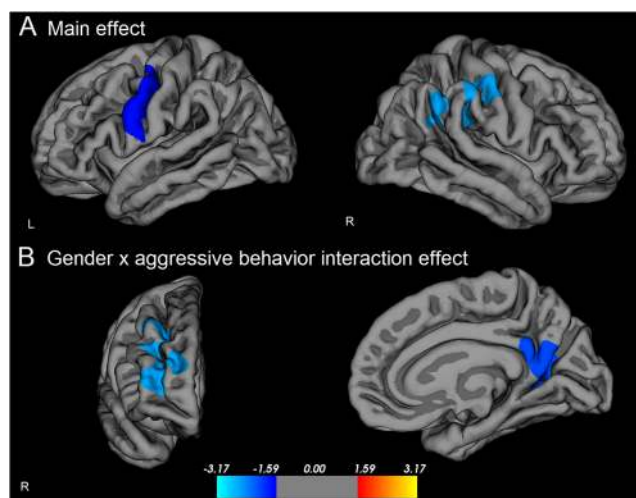 A Main effect
L
R
B Gender x aggressive behavior interaction effect
-3.17 -1.59 0.00 1.59 3.17
R